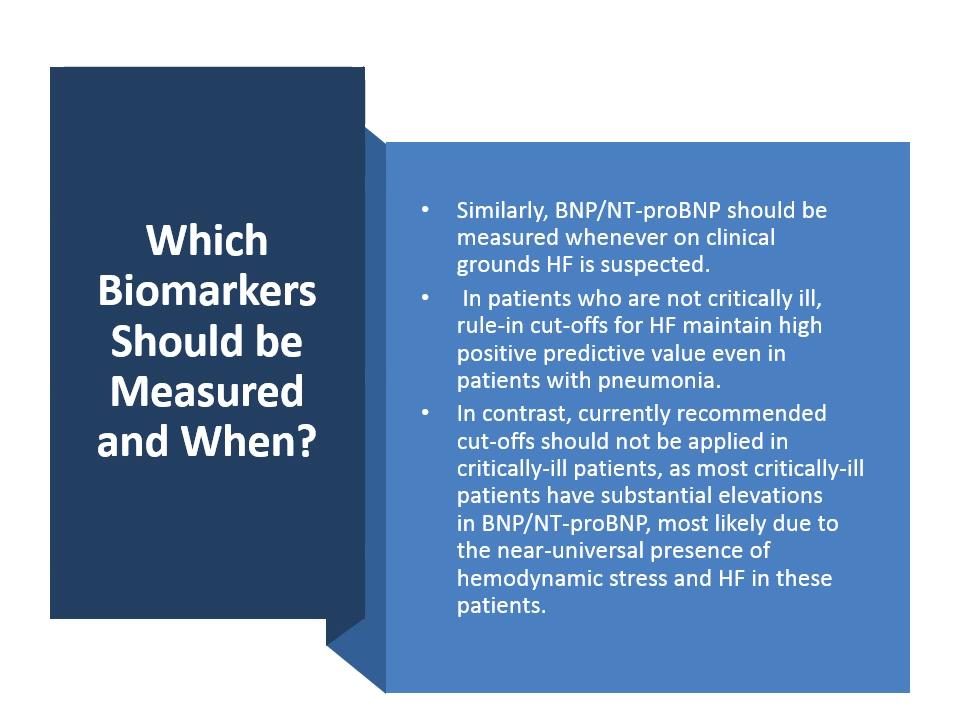 Which
Biomarkers
Should be
Measured
and When?
• Similarly, BNP/NT-proBNP should be
measured whenever on clinical
grounds HF is suspected.
• In patients who are not critically ill,
rule-in cut-offs for HF maintain high
positive predictive value even in
patients with pneumonia.
• In contrast, currently recommended
cut-offs should not be applied in
critically-ill patients, as most critically-ill
patients have substantial elevations
in BNP/NT-proBNP, most likely due to
the near-universal presence of
hemodynamic stress and HF in these
patients.